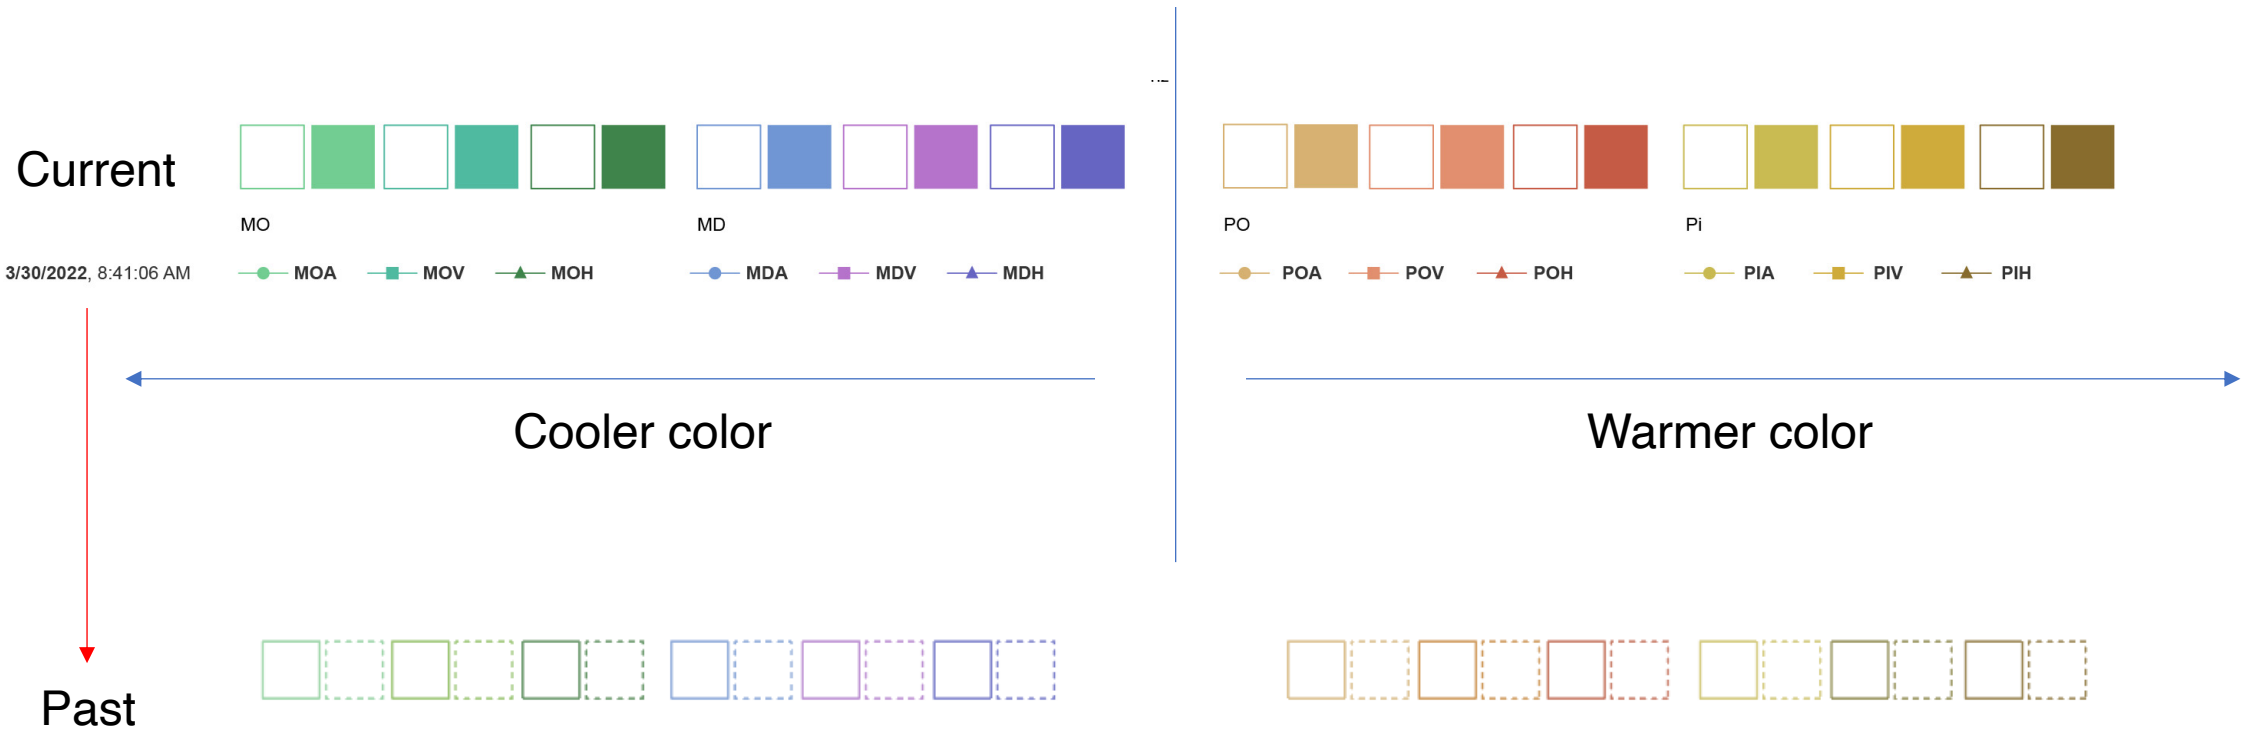 Current
MO MD PO Pi
3/30/2022, 8:41:06 AM MOA MOV MOH MDA MDV MDH POA POV POH PIA PIV PIH
Cooler color Warmer color
Past